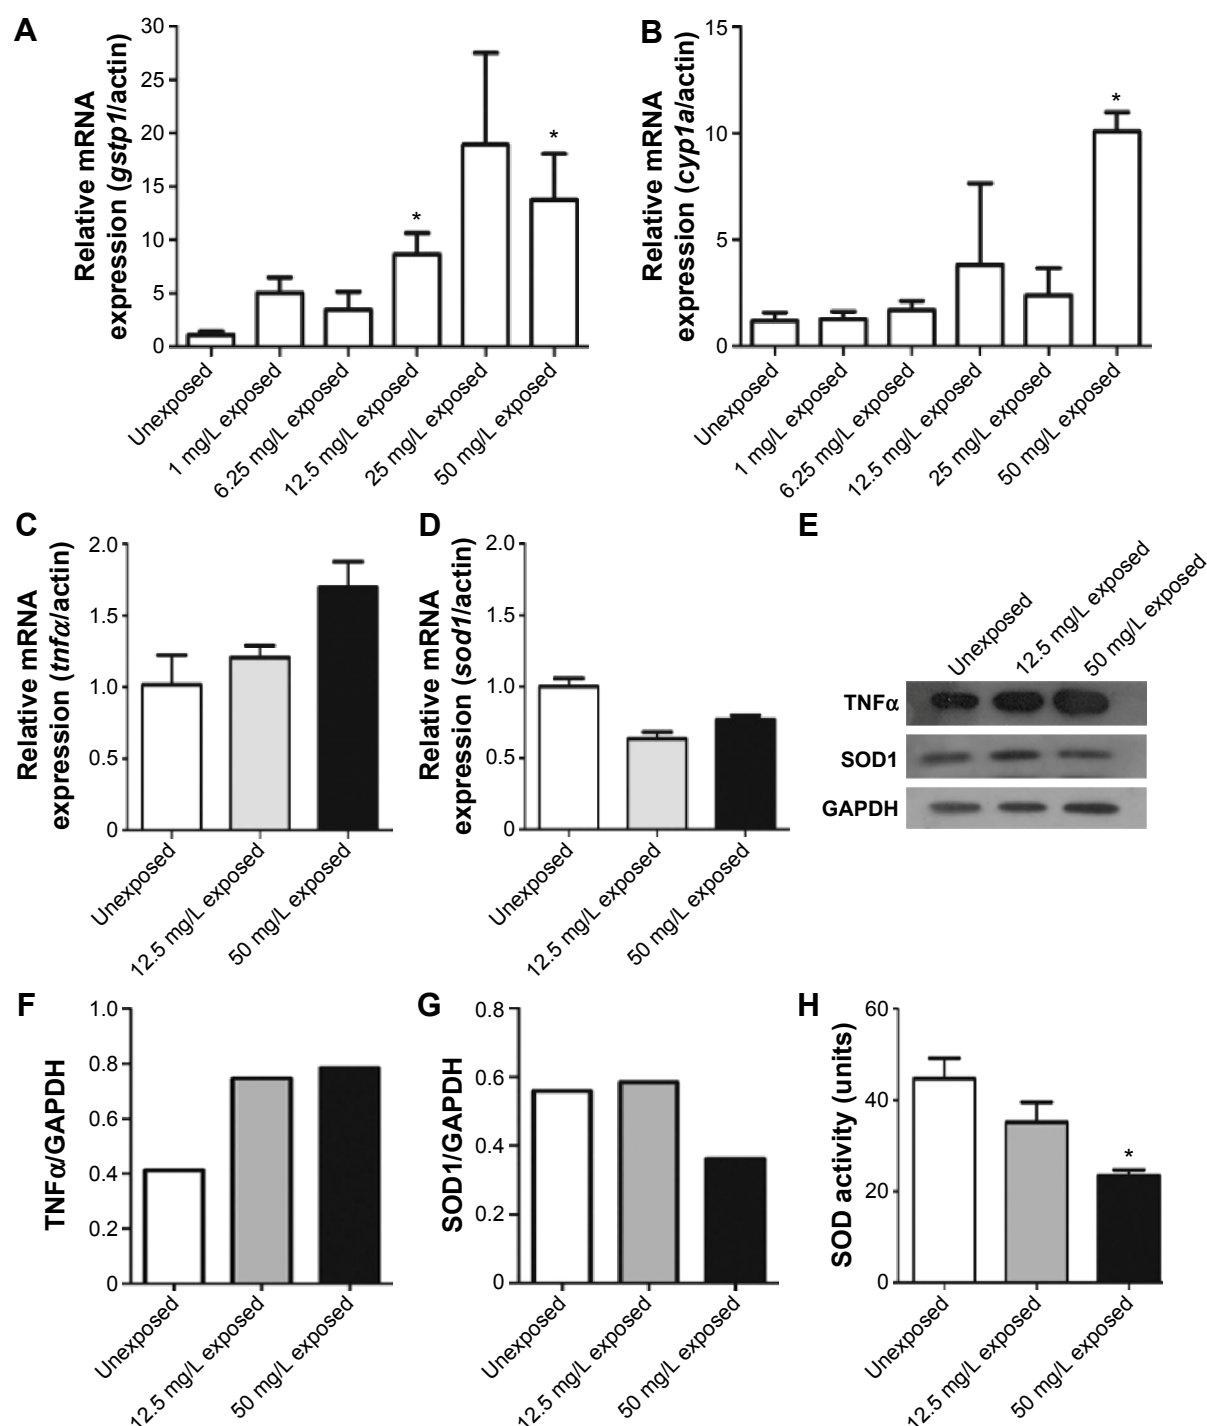 A
Relative mRNA
expression (gstp1/actin)
30
25
20
15
10
5
0
*
*
Unexposed
1 mg/L exposed
6.25 mg/L exposed
12.5 mg/L exposed
25 mg/L exposed
50 mg/L exposed
B
Relative mRNA
expression (cyp1a/actin)
15
10
5
0
*
Unexposed
1 mg/L exposed
6.25 mg/L exposed
12.5 mg/L exposed
25 mg/L exposed
50 mg/L exposed
C
Relative mRNA
expression (tnfα/actin)
2.0
1.5
1.0
0.5
0
Unexposed
12.5 mg/L exposed
50 mg/L exposed
D
Relative mRNA
expression (sod1/actin)
2.0
1.5
1.0
0.5
0
Unexposed
12.5 mg/L exposed
50 mg/L exposed
E
Unexposed
12.5 mg/L exposed
50 mg/L exposed
TNFα
SOD1
GAPDH
F
TNFα/GAPDH
1.0
0.8
0.6
0.4
0.2
0
Unexposed
12.5 mg/L exposed
50 mg/L exposed
G
SOD1/GAPDH
0.8
0.6
0.4
0.2
0
Unexposed
12.5 mg/L exposed
50 mg/L exposed
H
SOD activity (units)
60
40
20
0
*
Unexposed
12.5 mg/L exposed
50 mg/L exposed